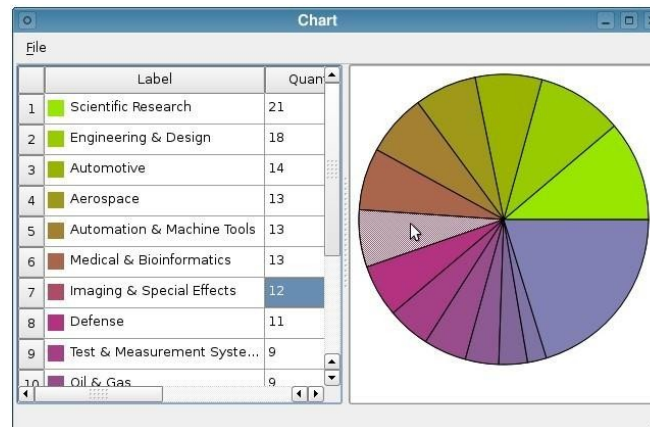 Chart
File
Label Quan
1 Scientific Research 21
2 Engineering & Design 18
3 Automotive 14
4 Aerospace 13
5 Automation & Machine Tools 13
6 Medical & Bioinformatics 13
7 Imaging & Special Effects 12
8 Defense 11
9 Test & Measurement Syste... 9
10 Oil & Gas 9